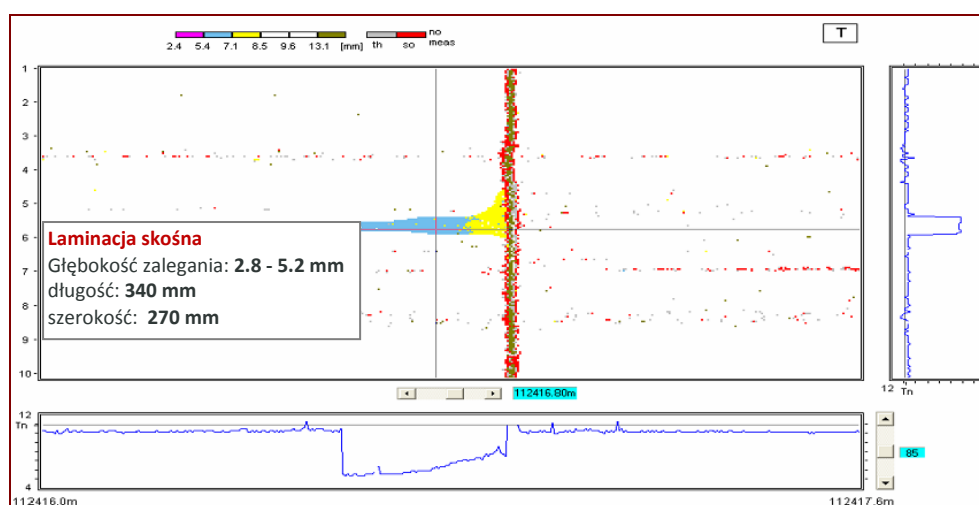 2.4 5.4 7.1 8.5 9.6 13.1 [mm] th so no meas
T
1
2
3
4
5
6
7
8
9
10
Laminacja skośna
Głębokość zalegania: 2.8 - 5.2 mm
długość: 340 mm
szerokość: 270 mm
12 Tn
112416.80m
12
Tn
4
85
112416.0m 112417.6m